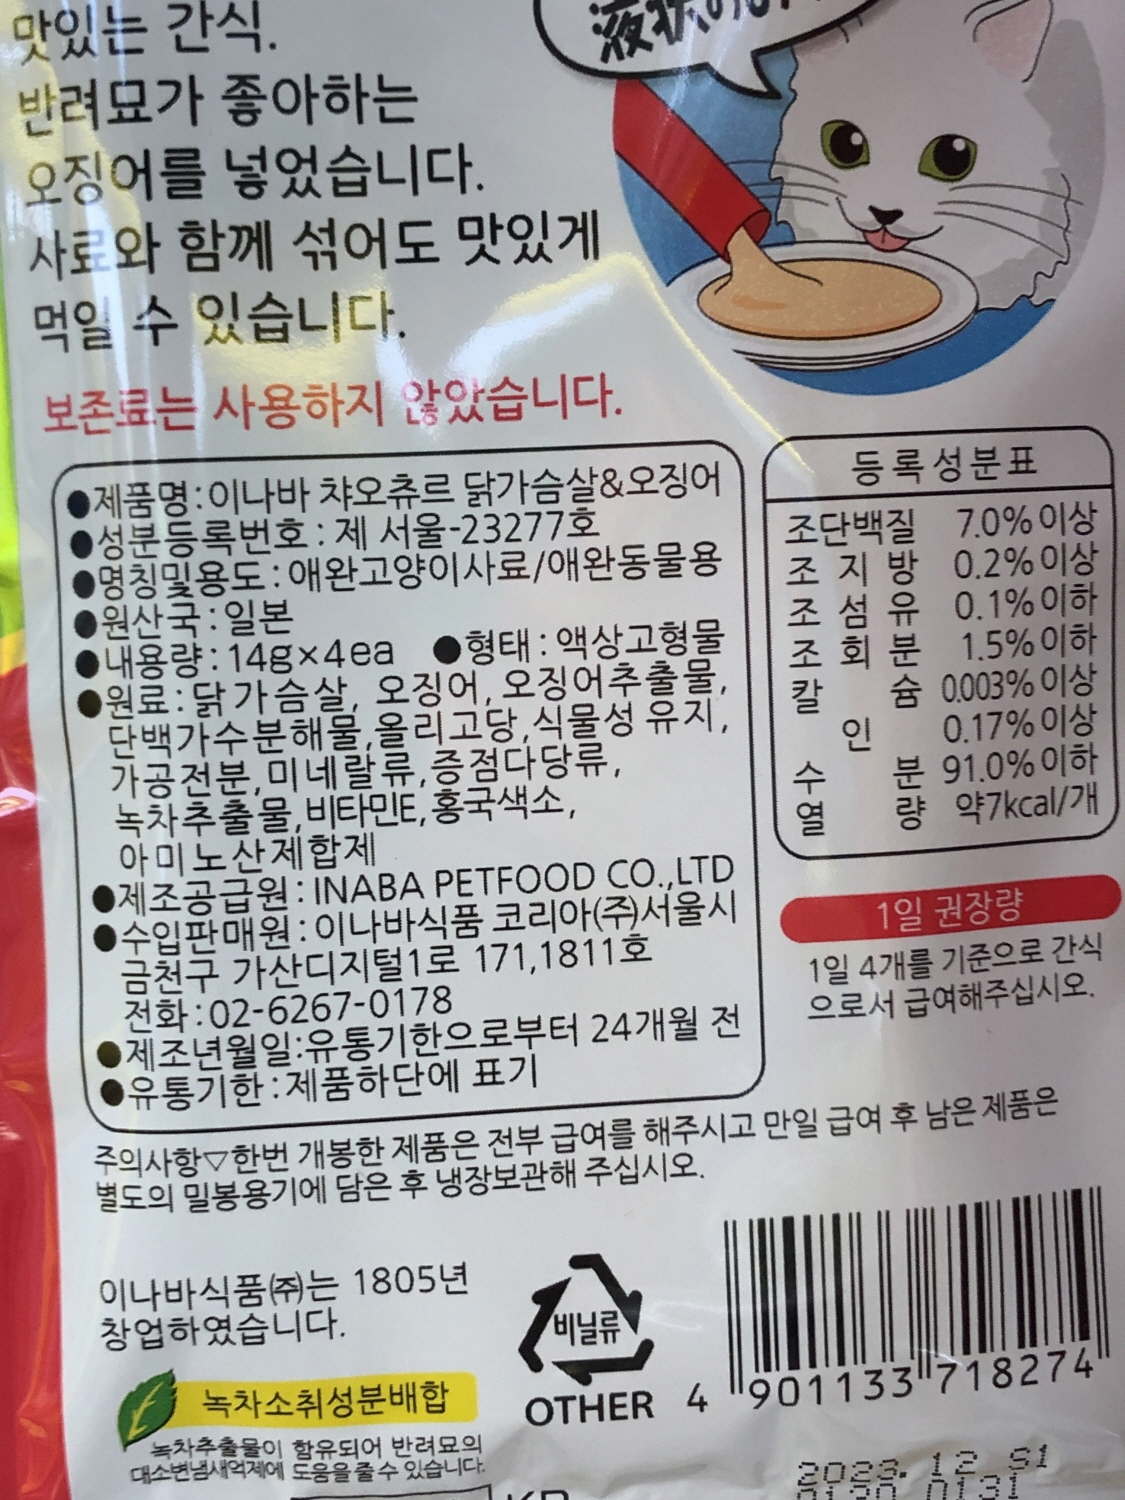 맛있는 간식.
반려묘가 좋아하는
오징어를 넣었습니다.
사료와 함께 섞어도 맛있게
먹일 수 있습니다.
보존료는 사용하지 않았습니다.
液状の
●제품명:이나바 챠오츄르 닭가슴살&오징어
●성분등록번호 : 제 서울-23277호
●명칭및용도 : 애완고양이사료/애완동물용
●원산국 : 일본
●내용량 : 14g×4ea ●형태 : 액상고형물
●원료 : 닭가슴살, 오징어, 오징어추출물,
단백가수분해물,올리고당,식물성 유지,
가공전분,미네랄류,증점다당류,
녹차추출물,비타민E,홍국색소,
아미노산제합제
●제조공급원 : INABA PETFOOD CO.,LTD
●수입판매원 : 이나바식품 코리아(주)서울시
금천구 가산디지털1로 171,1811호
전화 : 02-6267-0178
●제조년월일:유통기한으로부터 24개월 전
●유통기한 : 제품하단에 표기
등록성분표
조단백질 7.0%이상
조지방 0.2%이상
조섬유 0.1%이하
조회분 1.5%이하
칼슘 0.003%이상
인 0.17%이상
수분 91.0%이하
열량 약7kcal/개
1일 권장량
1일 4개를 기준으로 간식
으로서 급여해주십시오.
주의사항▽한번 개봉한 제품은 전부 급여를 해주시고 만일 급여 후 남은 제품은
별도의 밀봉용기에 담은 후 냉장보관해 주십시오.
이나바식품㈜는 1805년
창업하였습니다.
녹차소취성분배합
녹차추출물이 함유되어 반려묘의
대소변냄새억제에 도움을줄수 있습니다.
비닐류
OTHER
4 901133 718274
2023. 12 S1